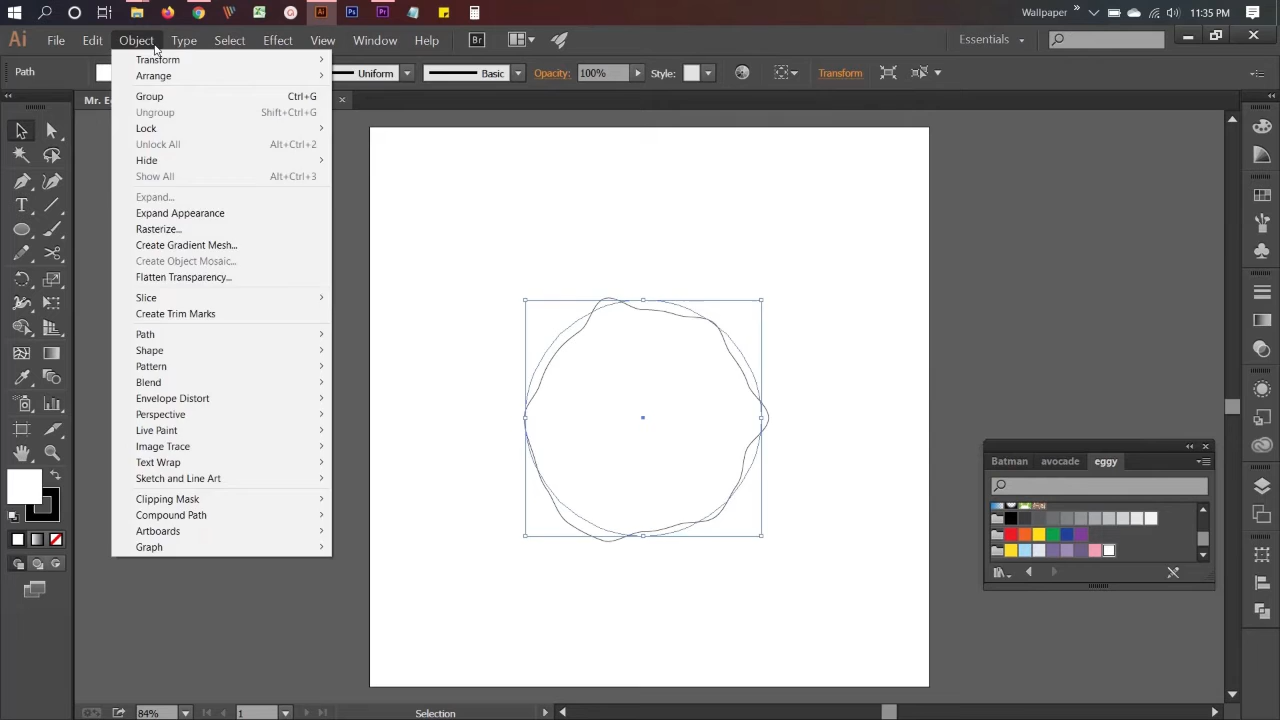 Wallpaper
11:35 PM
Ai
File Edit Object Type Select Effect View Window Help
Br
Essentials
Path
Uniform
Basic
Opacity: 100%
Style:
Transform
Mr. E
Transform
Arrange
Group Ctrl+G
Ungroup Shift+Ctrl+G
Lock
Unlock All Alt+Ctrl+2
Hide
Show All Alt+Ctrl+3
Expand...
Expand Appearance
Rasterize...
Create Gradient Mesh...
Create Object Mosaic...
Flatten Transparency...
Slice
Create Trim Marks
Path
Shape
Pattern
Blend
Envelope Distort
Perspective
Live Paint
Image Trace
Text Wrap
Sketch and Line Art
Clipping Mask
Compound Path
Artboards
Graph
Batman avocade eggy
84%
1
Selection